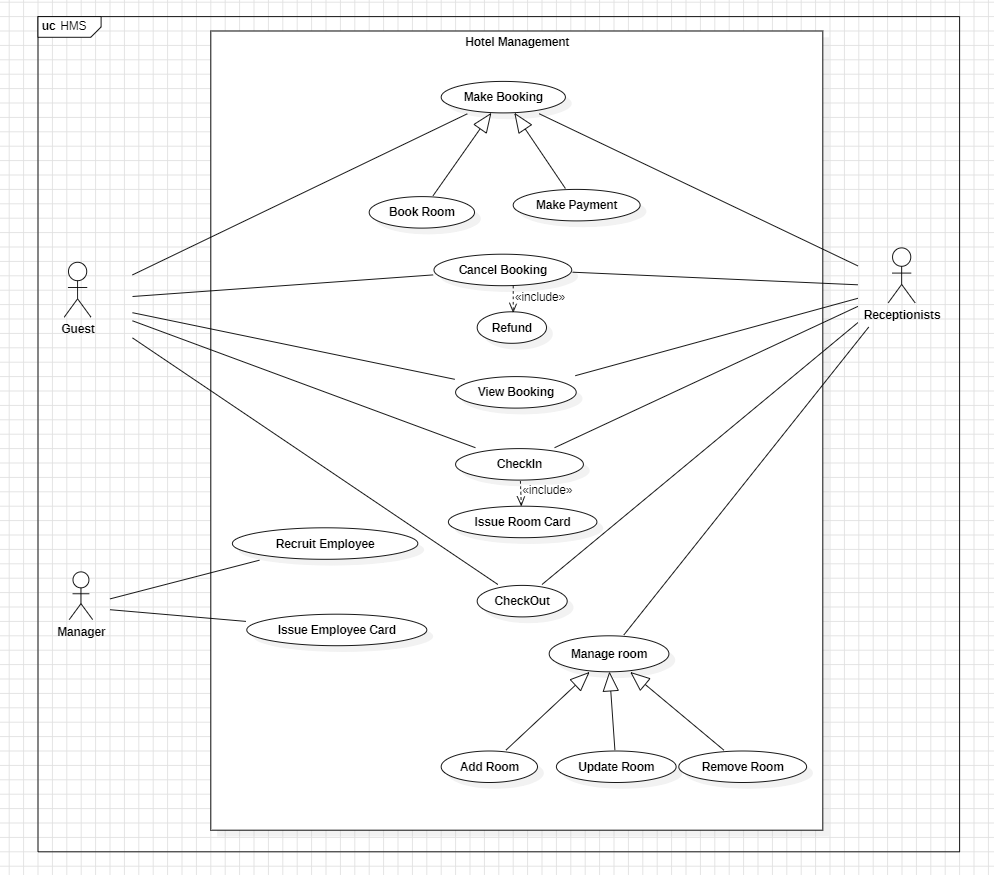 uc HMS
Hotel Management
Make Booking
Book Room
Make Payment
Cancel Booking
«include»
Refund
Guest
Receptionists
View Booking
CheckIn
«include»
Issue Room Card
Recruit Employee
CheckOut
Manager
Issue Employee Card
Manage room
Add Room
Update Room
Remove Room